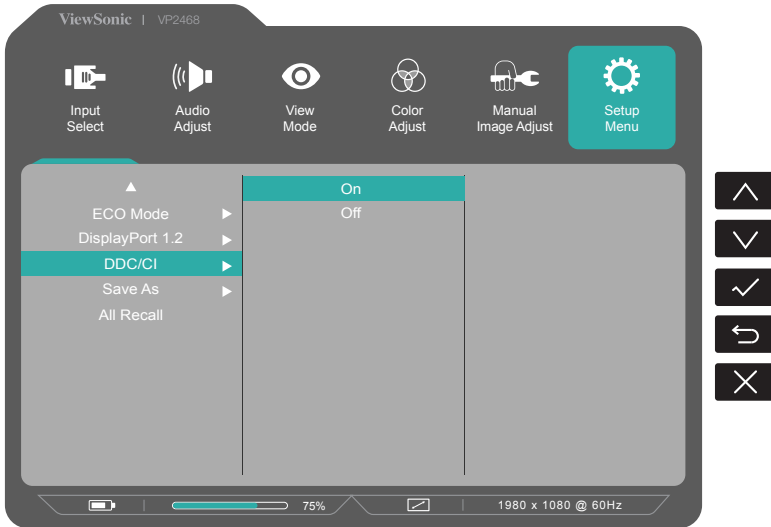 ViewSonic | VP2468
Input
Select
Audio
Adjust
View
Mode
Color
Adjust
Manual
Image Adjust
Setup
Menu
ECO Mode
DisplayPort 1.2
DDC/CI
Save As
All Recall
On
Off
75%
1980 x 1080 @ 60Hz